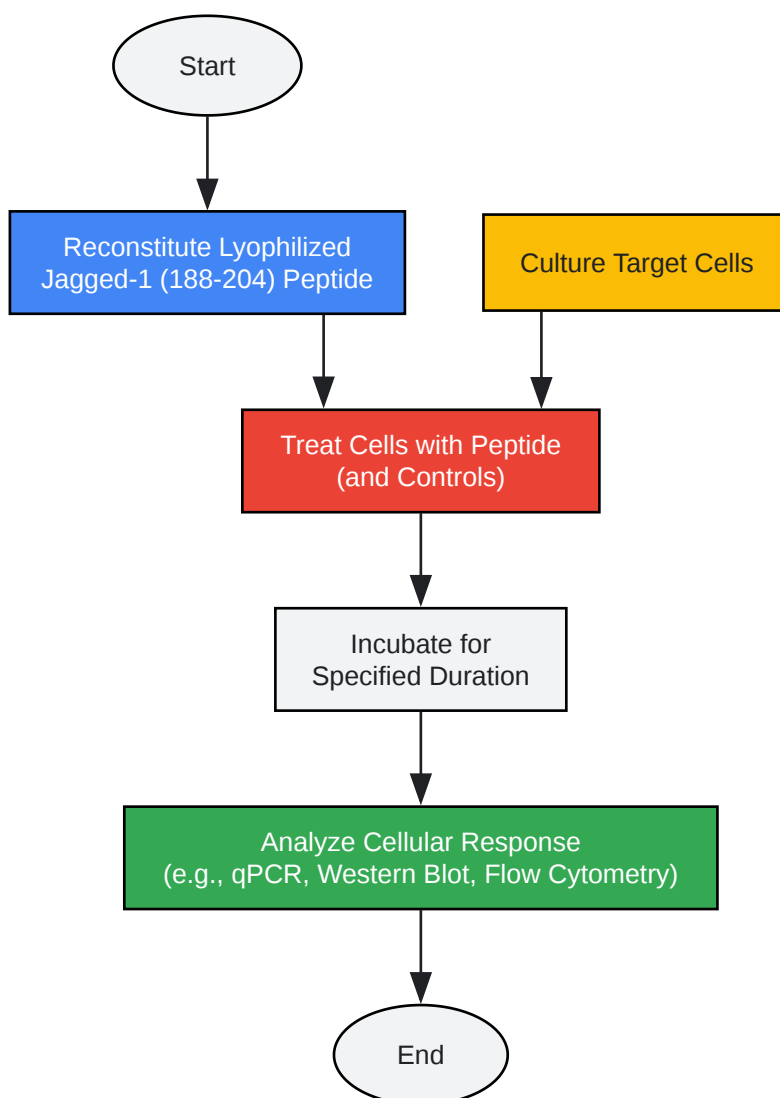 Start
Reconstitute Lyophilized
Jagged-1 (188-204) Peptide
Culture Target Cells
Treat Cells with Peptide
(and Controls)
Incubate for
Specified Duration
Analyze Cellular Response
(e.g., qPCR, Western Blot, Flow Cytometry)
End